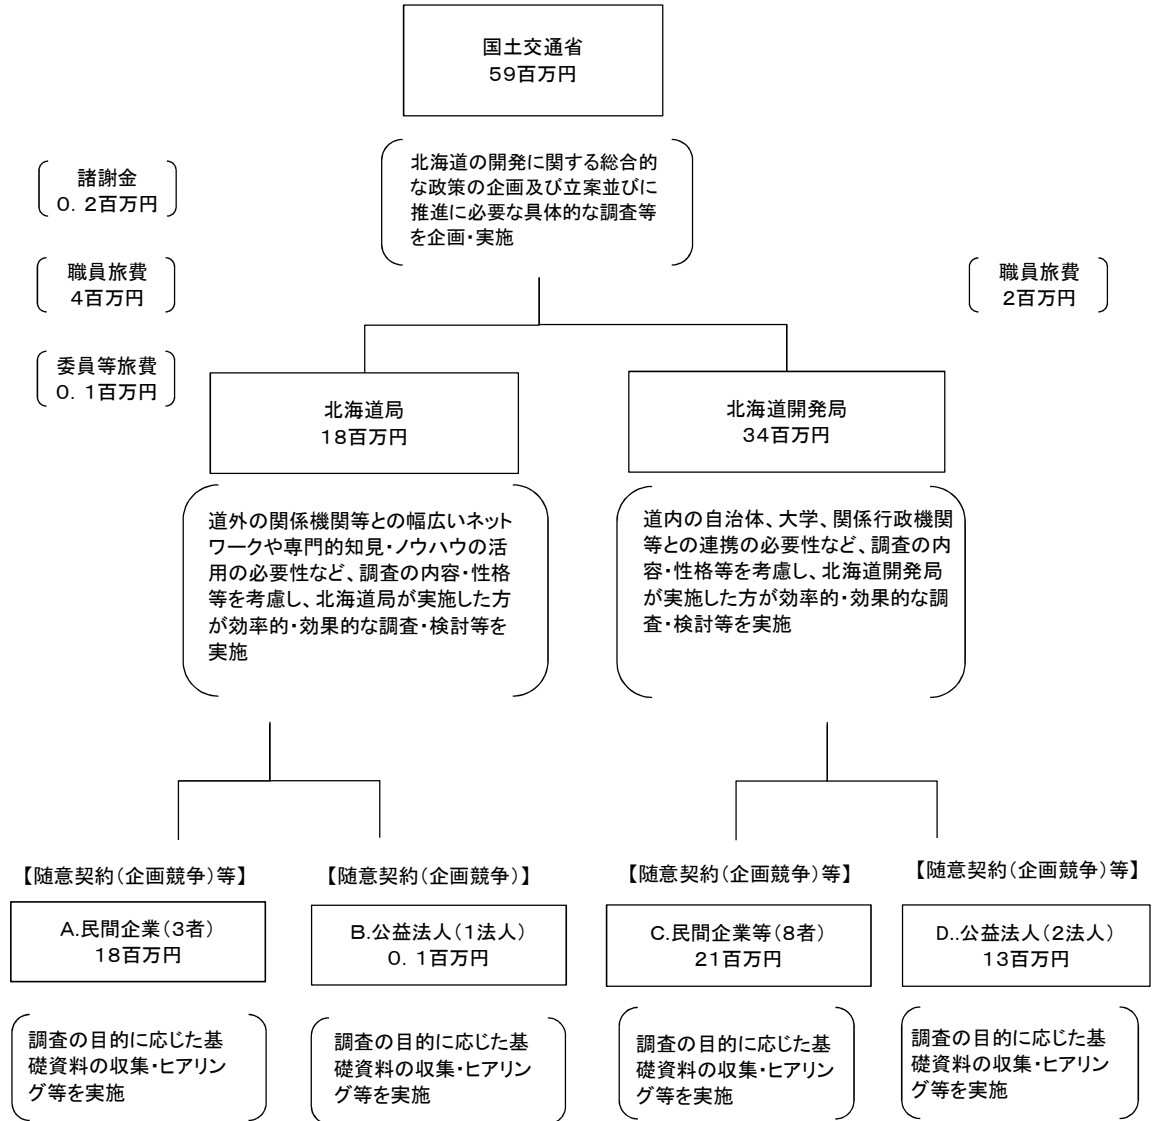 国土交通省
59百万円
北海道の開発に関する総合的
な政策の企画及び立案並びに
推進に必要な具体的な調査等
を企画・実施
諸謝金
0．2百万円
職員旅費
4百万円
委員等旅費
0．1百万円
職員旅費
2百万円
北海道局
18百万円
北海道開発局
34百万円
道外の関係機関等との幅広いネット
ワークや専門的知見・ノウハウの活
用の必要性など、調査の内容・性格
等を考慮し、北海道局が実施した方
が効率的・効果的な調査・検討等を
実施
道内の自治体、大学、関係行政機関
等との連携の必要性など、調査の内
容・性格等を考慮し、北海道開発局
が実施した方が効率的・効果的な調
査・検討等を実施
【随意契約（企画競争）等】
A.民間企業（3者）
18百万円
調査の目的に応じた基
礎資料の収集・ヒアリン
グ等を実施
【随意契約（企画競争）】
B.公益法人（1法人）
0．1百万円
調査の目的に応じた基
礎資料の収集・ヒアリン
グ等を実施
【随意契約（企画競争）等】
C.民間企業等（8者）
21百万円
調査の目的に応じた基
礎資料の収集・ヒアリン
グ等を実施
【随意契約（企画競争）等】
D..公益法人（2法人）
13百万円
調査の目的に応じた基
礎資料の収集・ヒアリン
グ等を実施